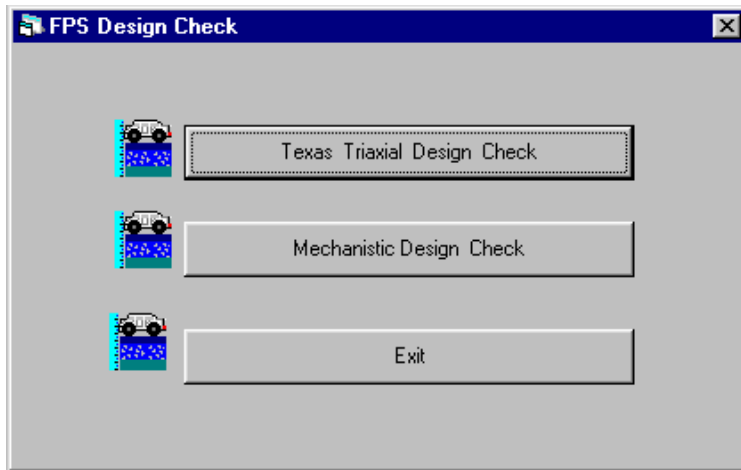 FPS Design Check
Texas Triaxial Design Check
Mechanistic Design Check
Exit